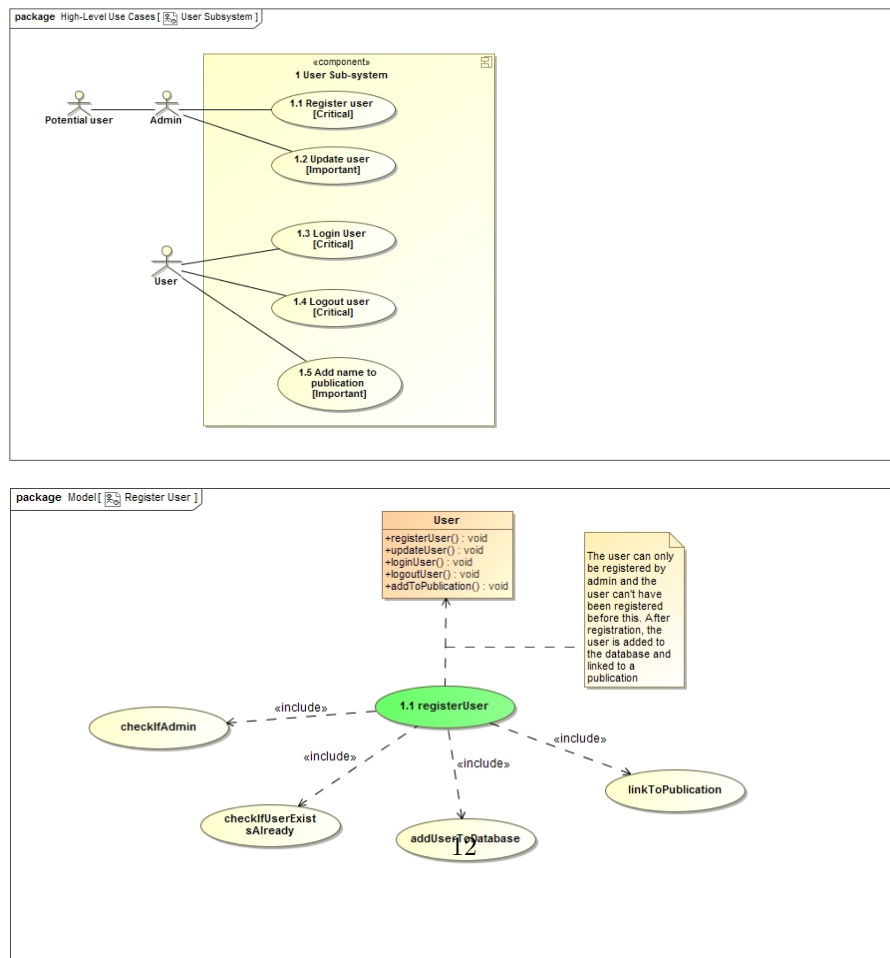 package High-Level Use Cases [ User Subsystem ]
«component»
1 User Sub-system
1.1 Register user
[Critical]
Potential user
Admin
1.2 Update user
[Important]
1.3 Login User
[Critical]
User
1.4 Logout user
[Critical]
1.5 Add name to
publication
[Important]
package Model [ Register User ]
User
+registerUser() : void
+updateUser() : void
+loginUser() : void
+logoutUser() : void
+addToPublication() : void
The user can only
be registered by
admin and the
user can't have
been registered
before this. After
registration, the
user is added to
the database and
linked to a
publication
1.1 registerUser
«include»
checkIfAdmin
«include»
«include»
«include»
linkToPublication
checkIfUserExist
sAlready
addUserToDatabase
12